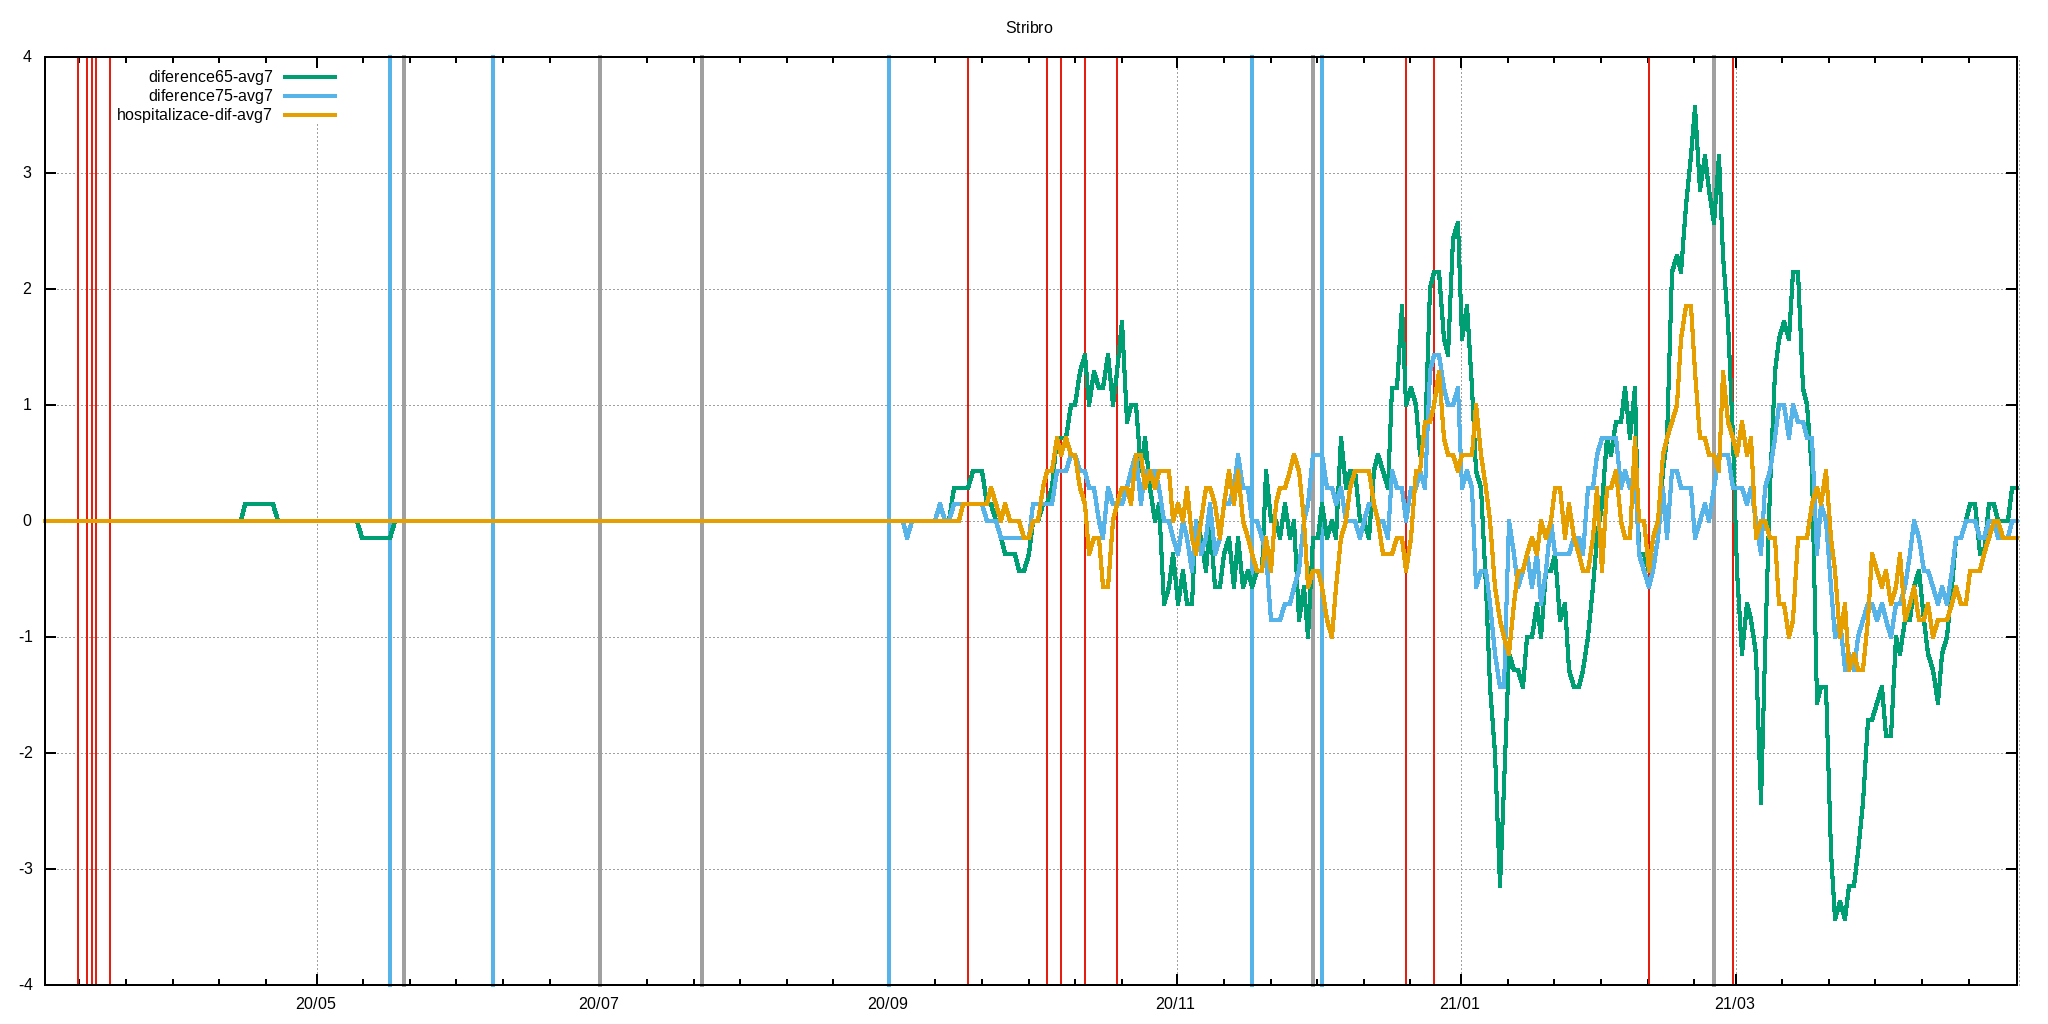 Stribro
diference65-avg7
diference75-avg7
hospitalizace-dif-avg7
4
3
2
1
0
-1
-2
-3
-4
20/05 20/07 20/09 20/11 21/01 21/03